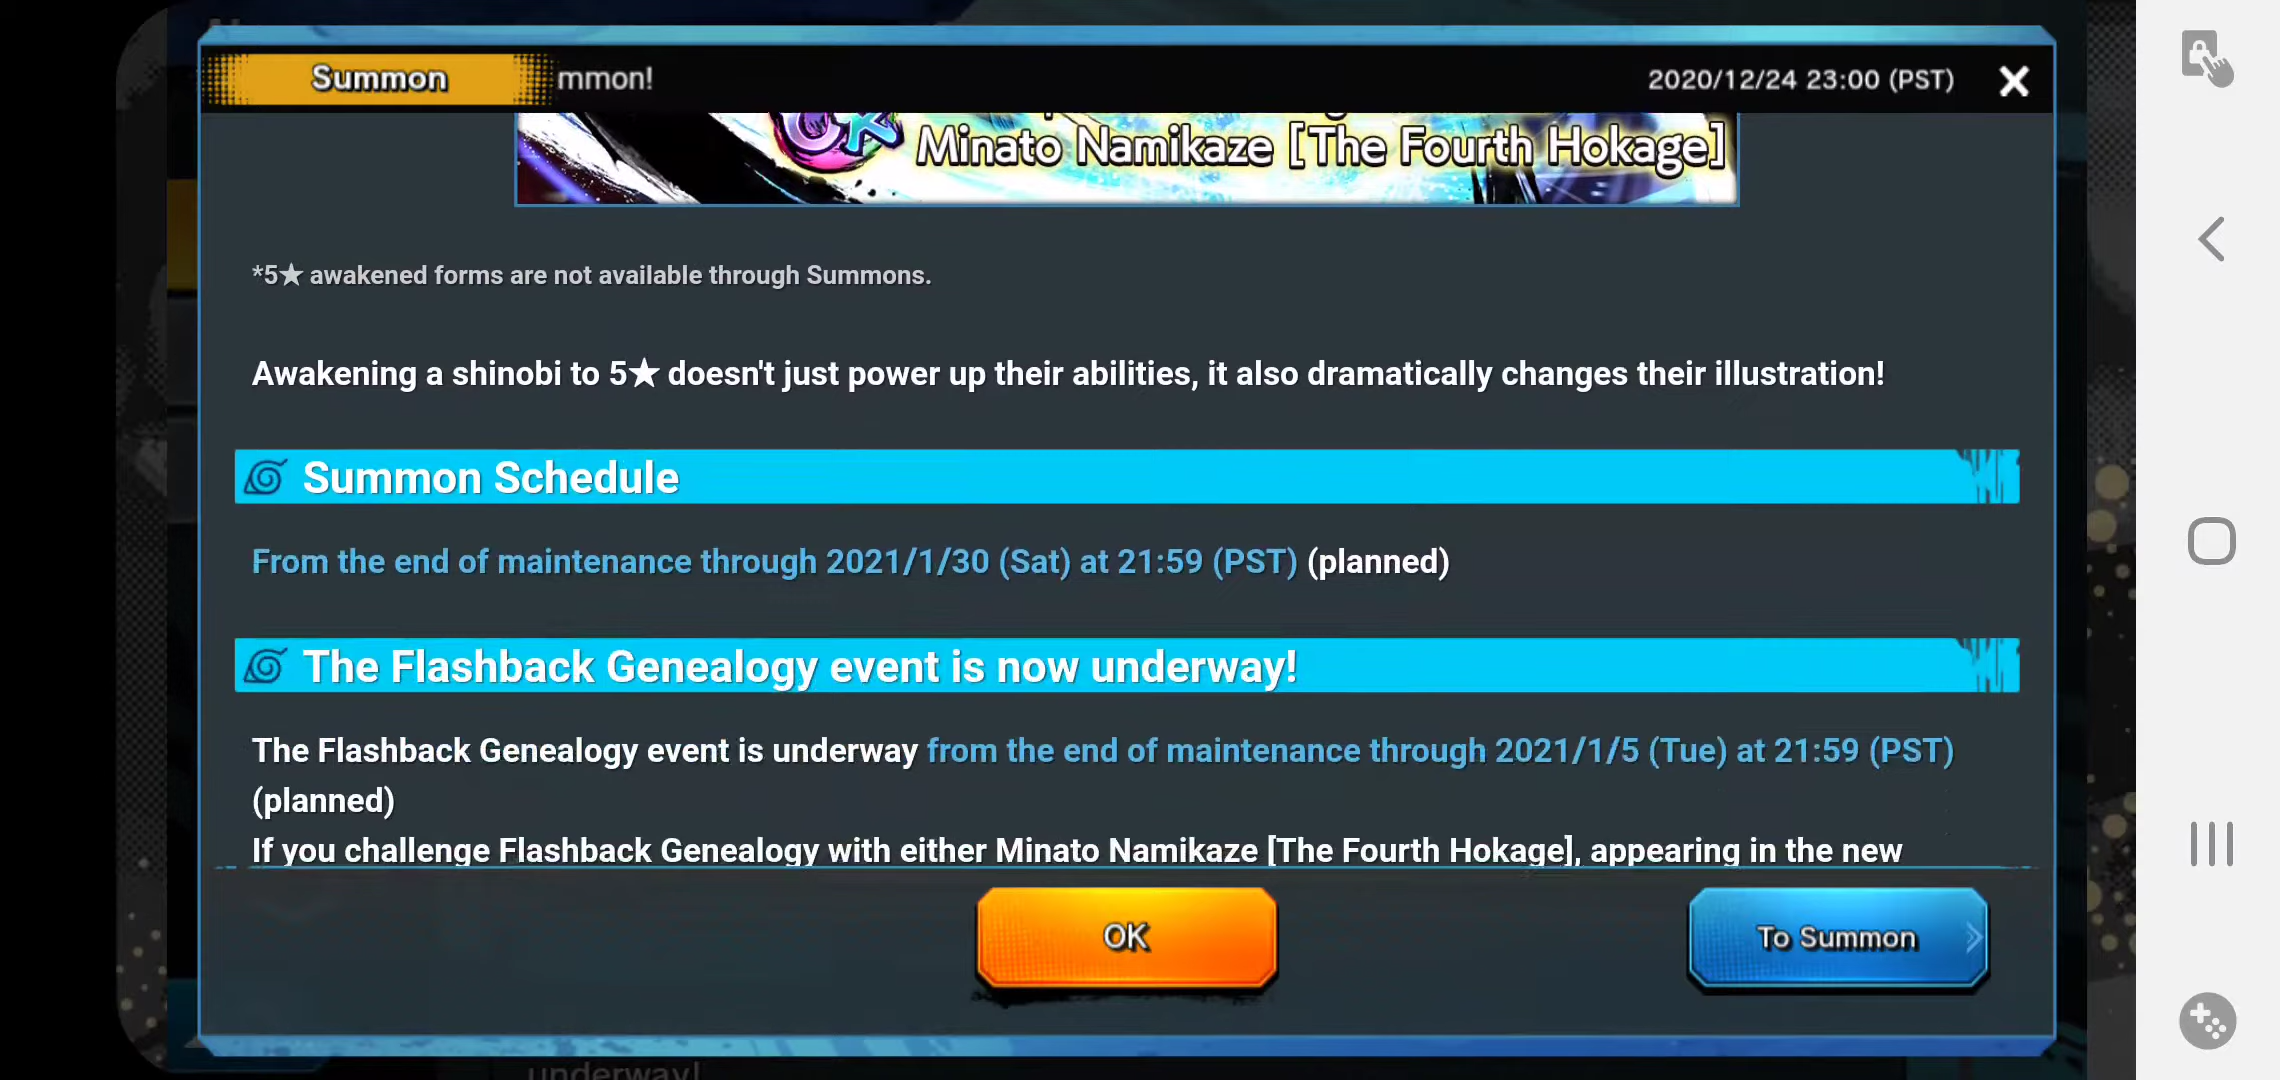 Summon
mmon!
2020/12/24 23:00 (PST)
Minato Namikaze [The Fourth Hokage]
*5★ awakened forms are not available through Summons.
Awakening a shinobi to 5★ doesn't just power up their abilities, it also dramatically changes their illustration!
Summon Schedule
From the end of maintenance through 2021/1/30 (Sat) at 21:59 (PST) (planned)
The Flashback Genealogy event is now underway!
The Flashback Genealogy event is underway from the end of maintenance through 2021/1/5 (Tue) at 21:59 (PST)
(planned)
If you challenge Flashback Genealogy with either Minato Namikaze [The Fourth Hokage], appearing in the new
OK
To Summon
underway!